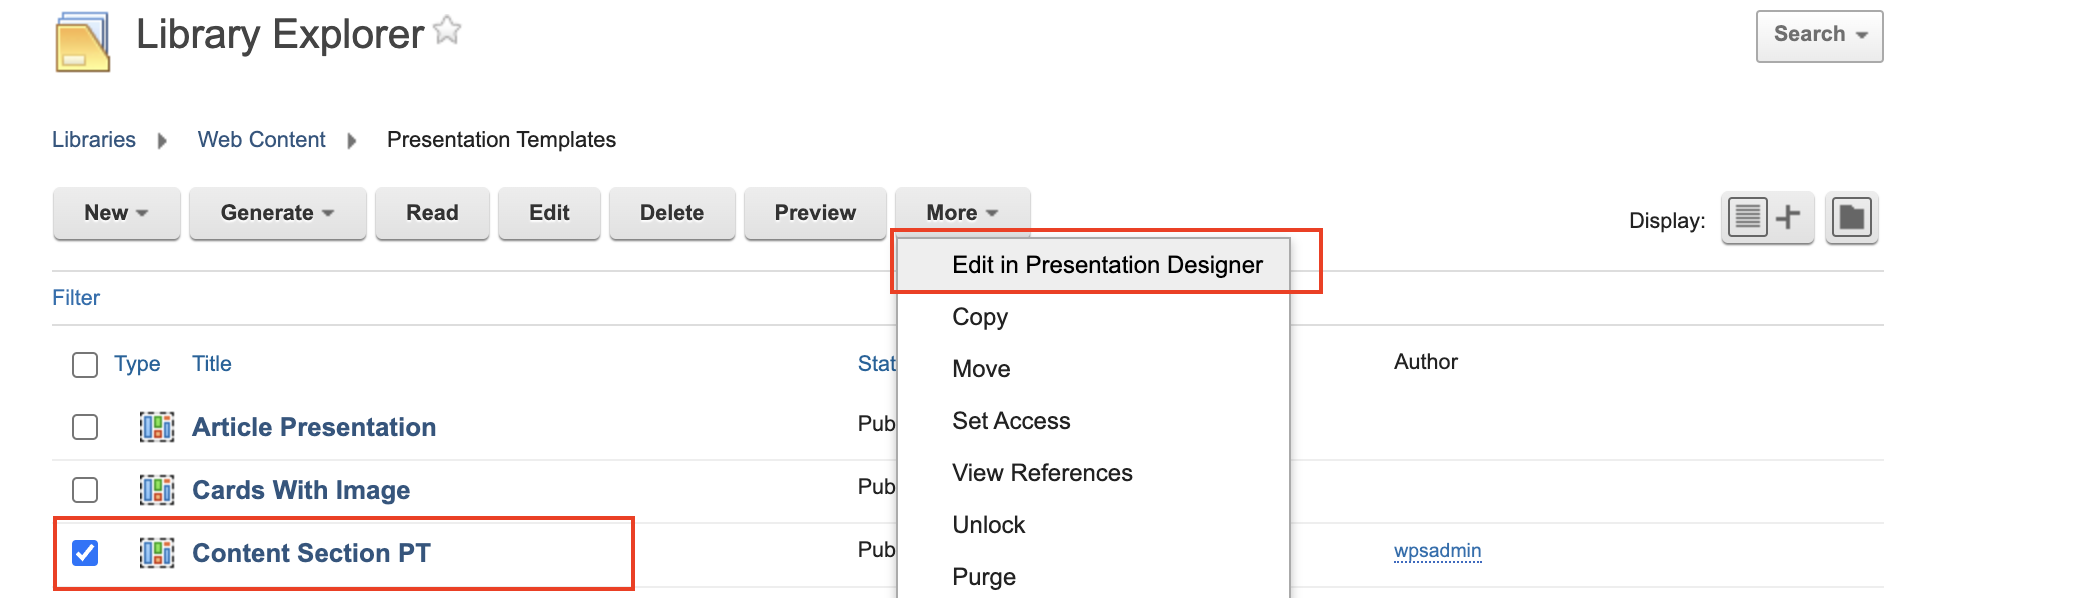 Library Explorer
Search
Libraries Web Content Presentation Templates
New Generate Read Edit Delete Preview More
Display:
Edit in Presentation Designer
Filter
Copy
Type Title Stat Author
Move
Set Access
Article Presentation Pub
View References
Cards With Image Pub
Unlock
Content Section PT Pub wpsadmin
Purge